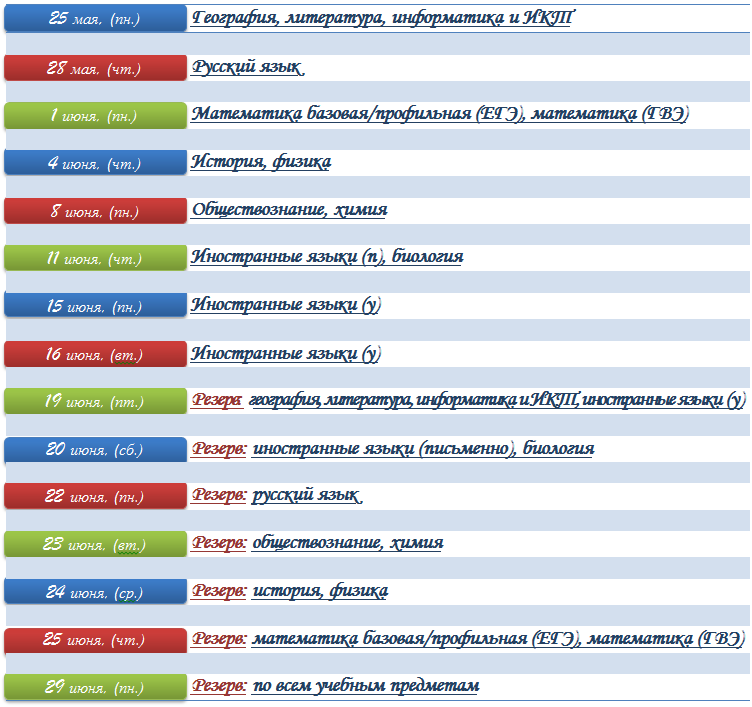 25 мая, (пн.) География, литература, информатика и ИКТ
28 мая, (чт.) Русский язык
1 июня, (пн.) Математика базовая/профильная (ЕГЭ), математика (ГВЭ)
4 июня, (чт.) История, физика
8 июня, (пн.) Обществознание, химия
11 июня, (чт.) Иностранные языки (п), биология
15 июня, (пн.) Иностранные языки (у)
16 июня, (вт.) Иностранные языки (у)
19 июня, (пт.) Резерв: география, литература, информатика и ИКТ, иностранные языки (у)
20 июня, (сб.) Резерв: иностранные языки (письменно), биология
22 июня, (пн.) Резерв: русский язык
23 июня, (вт.) Резерв: обществознание, химия
24 июня, (ср.) Резерв: история, физика
25 июня, (чт.) Резерв: математика базовая/профильная (ЕГЭ), математика (ГВЭ)
29 июня, (пн.) Резерв: по всем учебным предметам